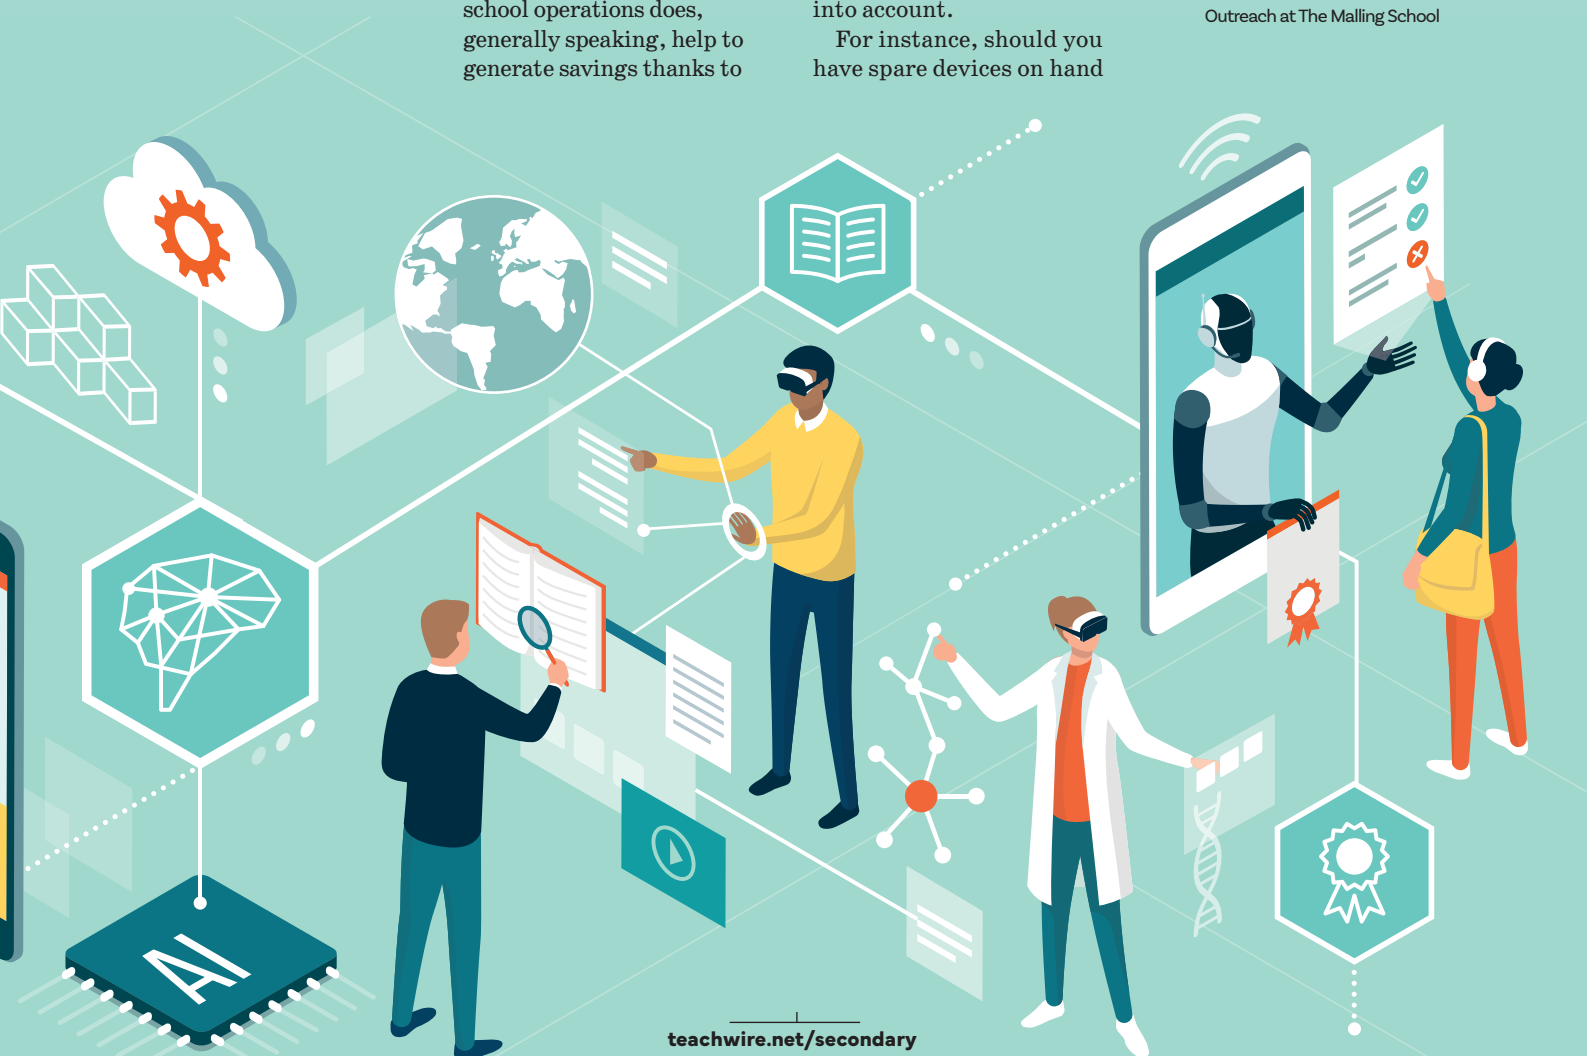 school operations does,
generally speaking, help to
generate savings thanks to
into account.
For instance, should you
have spare devices on hand
Outreach at The Malling School
AI
teachwire.net/secondary